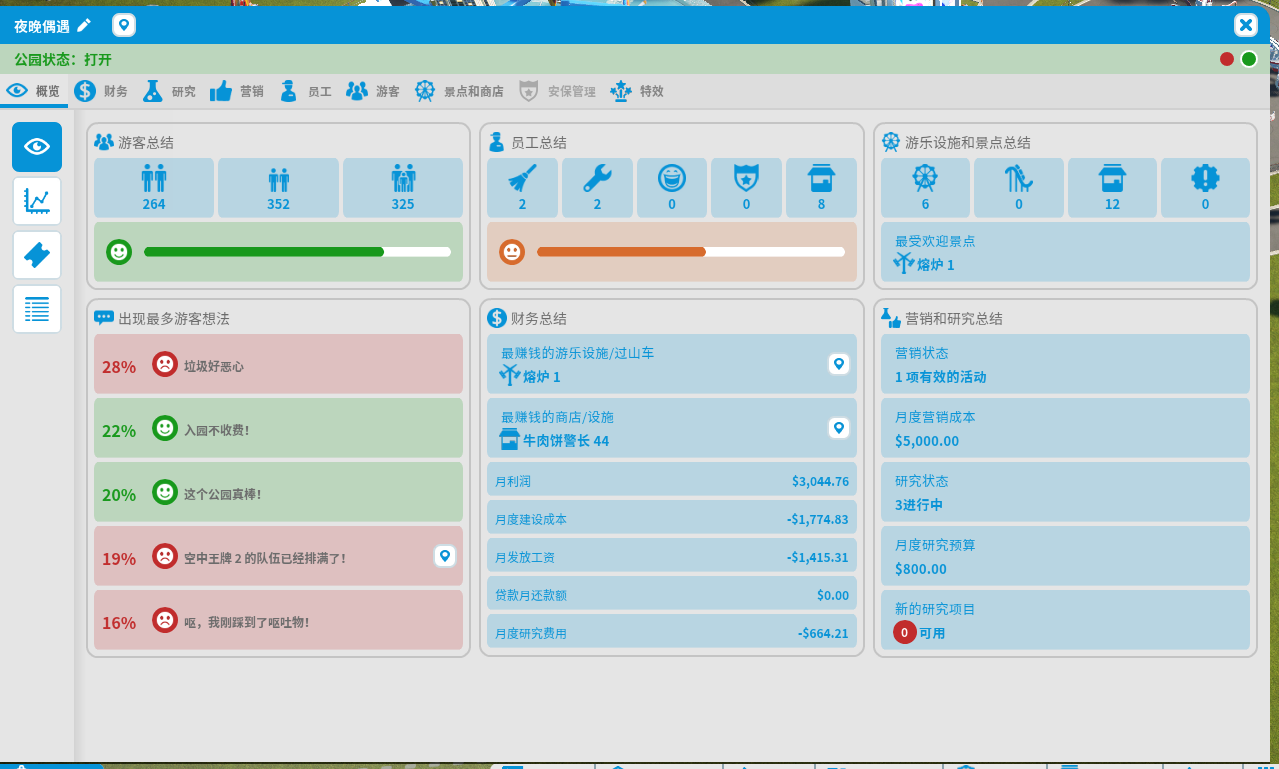 夜晚偶遇
公园状态：打开
概览 财务 研究 营销 员工 游客 景点和商店 安保管理 特效
游客总结
264 352 325
员工总结
2 2 0 0 8
游乐设施和景点总结
6 0 12 0
最受欢迎景点
熔炉 1
出现最多游客想法
28% 垃圾好恶心
22% 入园不收费！
20% 这个公园真棒！
19% 空中王牌 2 的队伍已经排满了！
16% 呕，我刚踩到了呕吐物！
财务总结
最赚钱的游乐设施/过山车
熔炉 1
最赚钱的商店/设施
牛肉饼警长 44
月利润 $3,044.76
月度建设成本 -$1,774.83
月发放工资 -$1,415.31
贷款月还款额 $0.00
月度研究费用 -$664.21
营销和研究总结
营销状态
1 项有效的活动
月度营销成本
$5,000.00
研究状态
3进行中
月度研究预算
$800.00
新的研究项目
0 可用